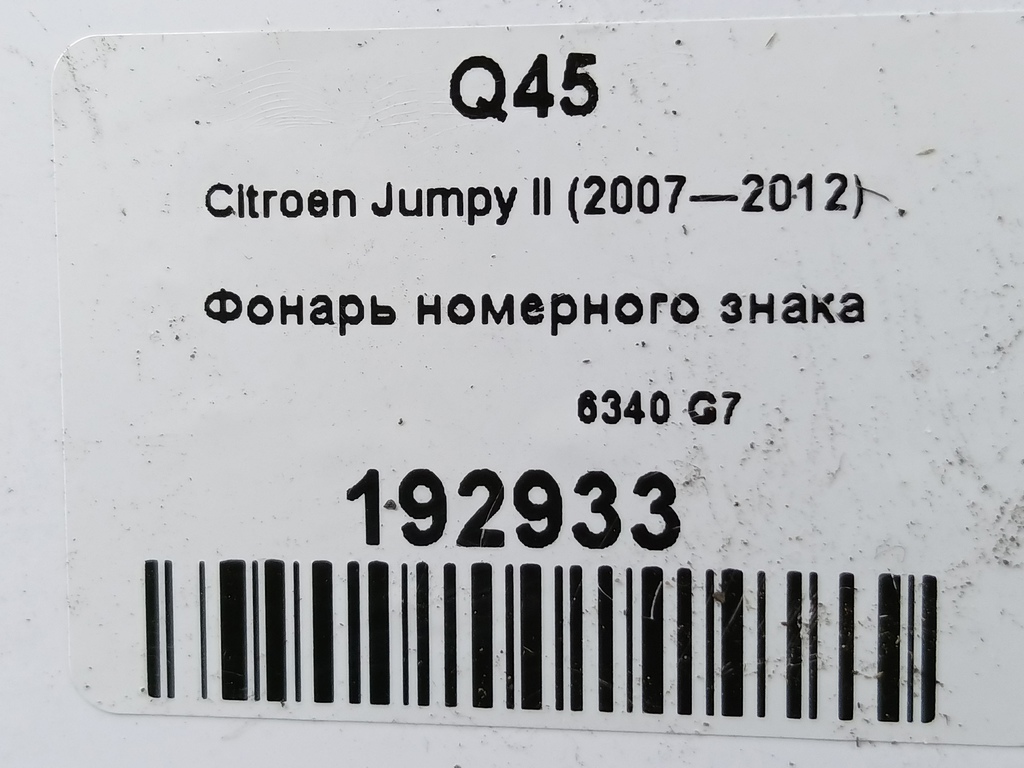 Q45
Citroen Jumpy II (2007—2012)
Фонарь номерного знака
6340 G7
192933